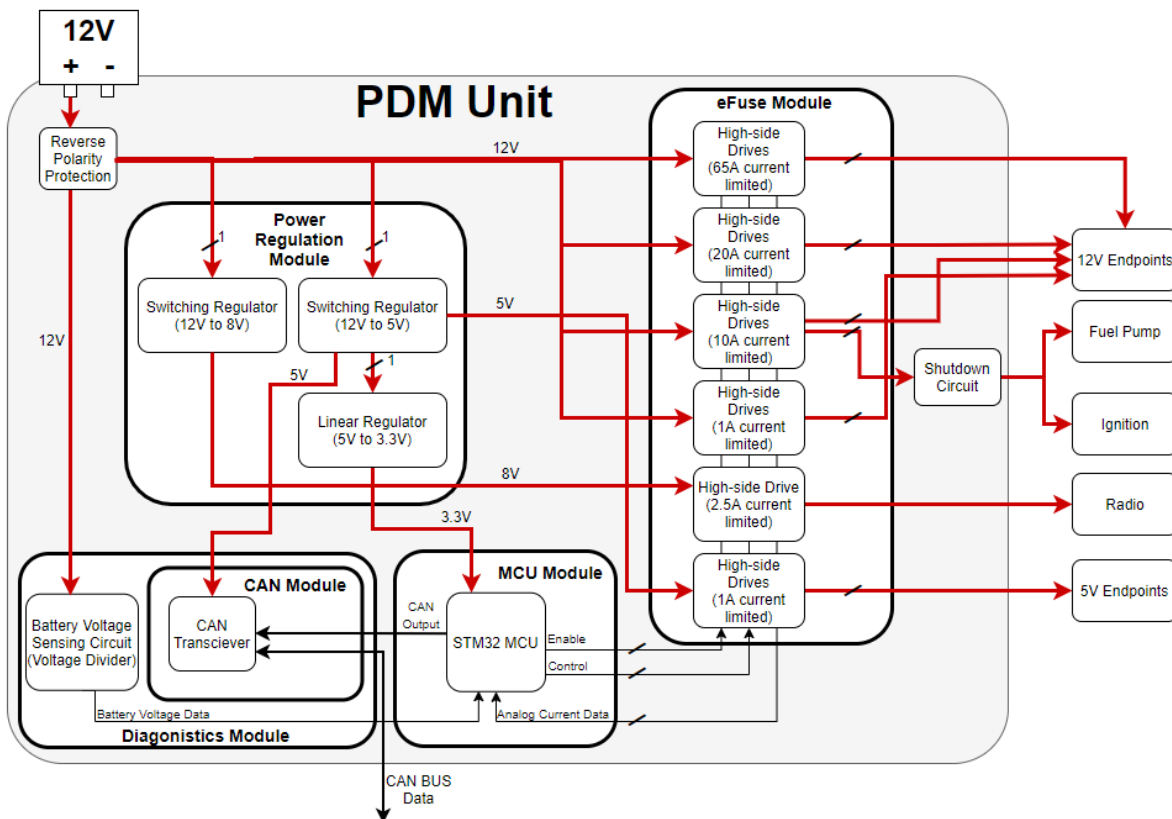 12V
+ -
PDM Unit
Reverse
Polarity
Protection
12V
eFuse Module
High-side
Drives
(65A current
limited)
Power
Regulation
Module
1
1
High-side
Drives
(20A current
limited)
12V Endpoints
Switching Regulator
(12V to 8V)
Switching Regulator
(12V to 5V)
5V
High-side
Drives
(10A current
limited)
Fuel Pump
12V
5V
1
Shutdown
Circuit
Linear Regulator
(5V to 3.3V)
High-side
Drives
(1A current
limited)
Ignition
8V
High-side Drive
(2.5A current
limited)
Radio
3.3V
CAN Module
MCU Module
High-side
Drives
(1A current
limited)
5V Endpoints
Battery Voltage
Sensing Circuit
(Voltage Divider)
CAN
Transciever
CAN
Output
STM32 MCU
Enable
Control
Battery Voltage Data
Analog Current Data
Diagonistics Module
CAN BUS
Data